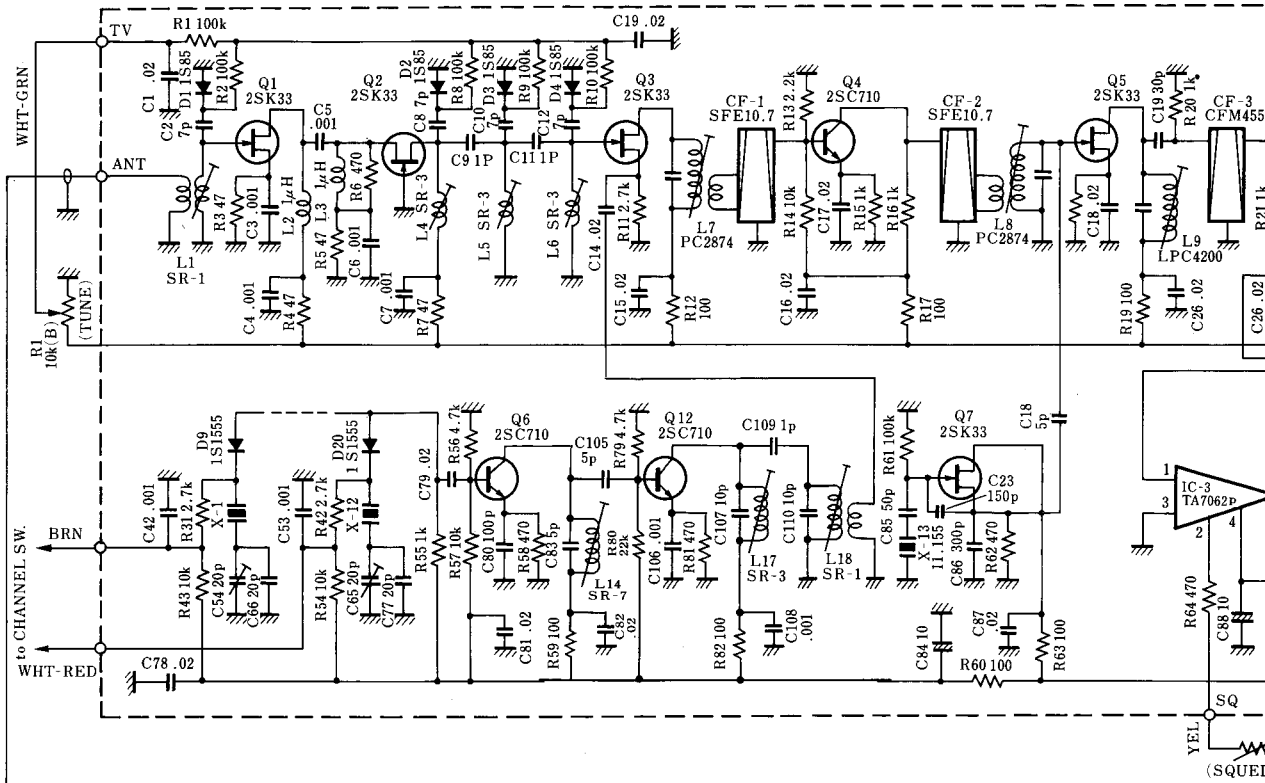 TV
R1 100k
C1 .02
D1 1S85
R2 100k
C2 7p
Q1
2SK33
C5
.001
Q2
2SK33
D2
1S85
R8 100k
C8 7p
D3 1S85
R9 100k
C10
7p
D4 1S85
R10 100k
C12
7p
C19 .02
Q3
2SK33
CF-1
SFE10.7
R13 2.2k
Q4
2SC710
CF-2
SFE10.7
Q5
2SK33
C19 30p
R20 1k
CF-3
CFM455
WHT-GRN
ANT
L1
SR-1
R3 47
C3 .001
L2 1μH
L3 1μH
R6 470
R5 47
C6 .001
C9 1P
C11 1P
L4 SR-3
L5 SR-3
L6 SR-3
C14 .02
R11 2.7k
L7
PC2874
R14 10k
C17 .02
R15 1k
R16 1k
L8
PC2874
C18 .02
L9
LPC4200
R21 1k
R1
10k(B)
(TUNE)
C4 .001
R4 47
C7 .001
R7 47
C15 .02
R12
100
C16 .02
R17
100
R19 100
C26 .02
C26 .02
D9
1S1555
D20
1S1555
R56 4.7k
Q6
2SC710
C105
5p
R79 4.7k
Q12
2SC710
C109 1p
R61 100k
Q7
2SK33
C18
5p
C42 .001
R31 2.7k
X-1
C53 .001
R42 2.7k
X-12
C79 .02
C23
150p
1
IC-3
TA7062P
3
2
4
BRN
R43 10k
C54 20p
C66 20p
R54 10k
C65 20p
C77 20p
R55 1k
R57 10k
C80 100p
R58 470
C83 5p
L14
SR-7
R80
22k
C106 .001
R81 470
C107 10p
L17
SR-3
C110 10p
L18
SR-1
C85 50p
X-13
11.155
C86 300p
R62 470
R64 470
C88 10
to CHANNEL SW.
WHT-RED
C78 .02
C81 .02
R59 100
C82
.02
R82 100
C108
.001
C84 10
C87
.02
R60 100
R63 100
SQ
YEL